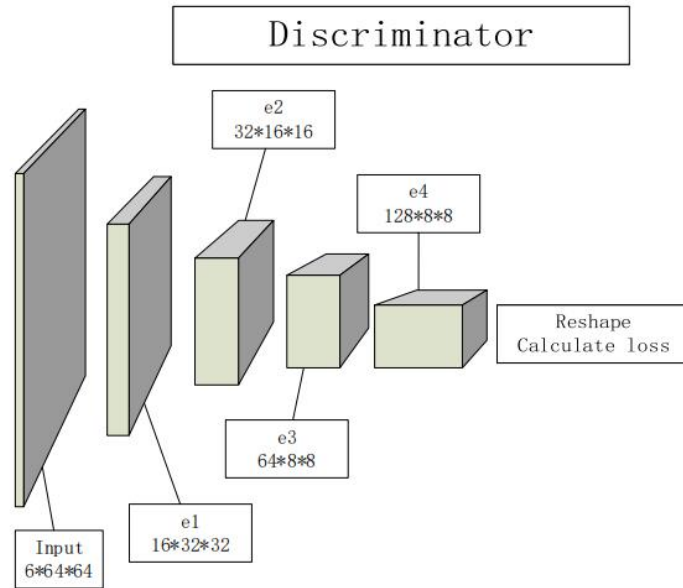 Discriminator
e2
32*16*16
e4
128*8*8
Reshape
Calculate loss
e3
64*8*8
e1
16*32*32
Input
6*64*64